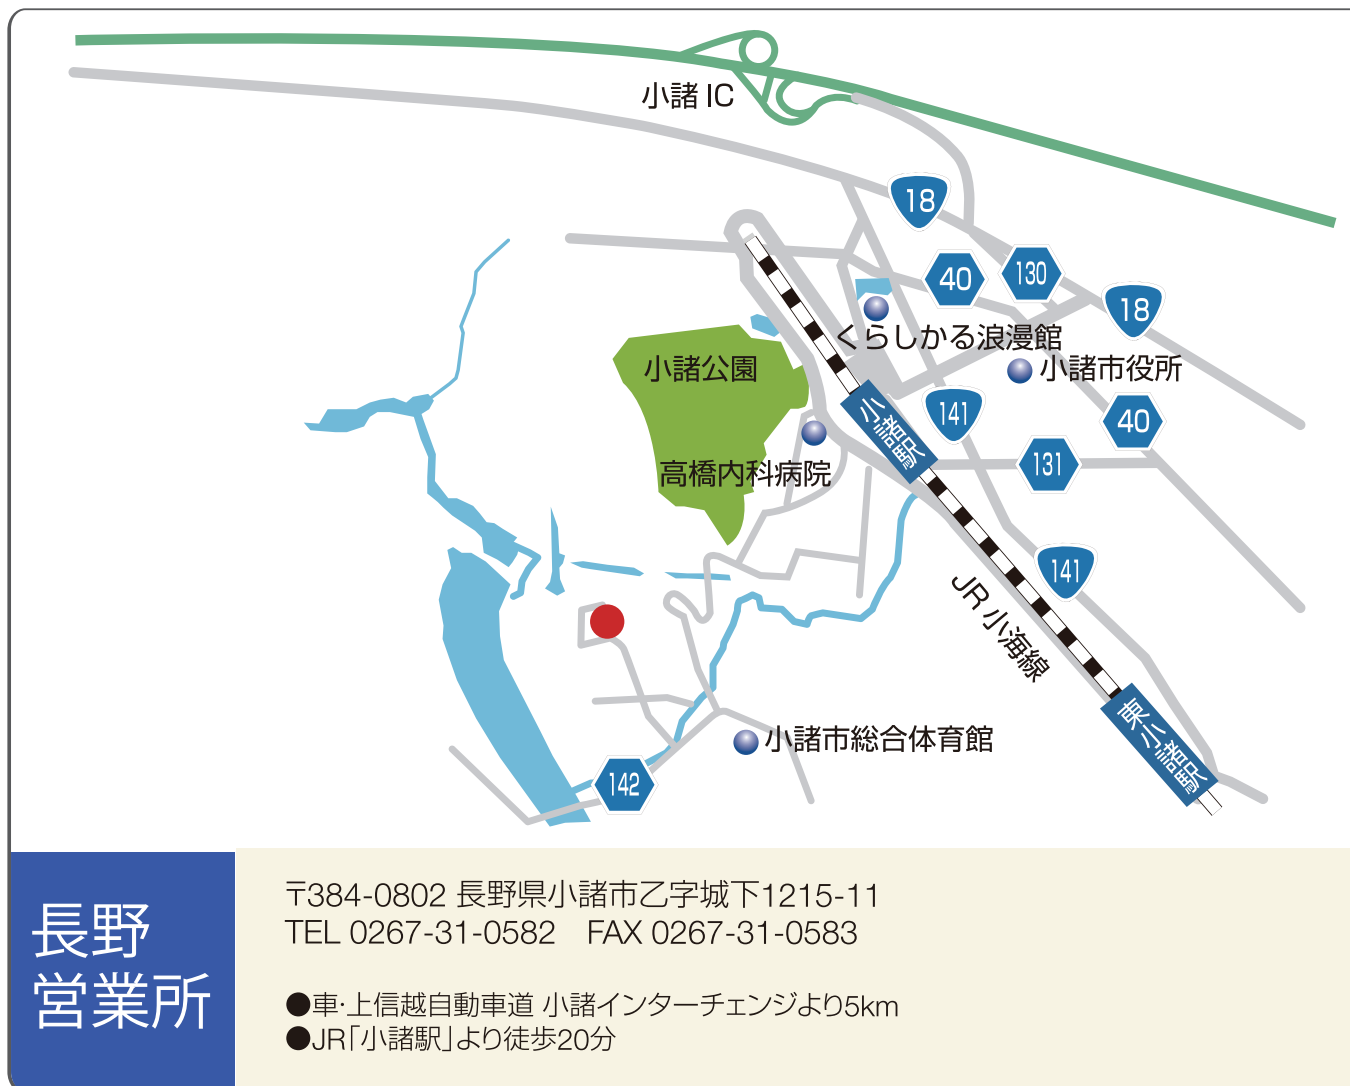 小諸 IC
18
40
130
18
くらしかる浪漫館
小諸公園
小諸市役所
小諸駅
141
40
高橋内科病院
131
JR 小海線
141
東小諸駅
小諸市総合体育館
142
長野
営業所
〒384-0802 長野県小諸市乙字城下1215-11
TEL 0267-31-0582　FAX 0267-31-0583
●車・上信越自動車道 小諸インターチェンジより5km
●JR「小諸駅」より徒歩20分